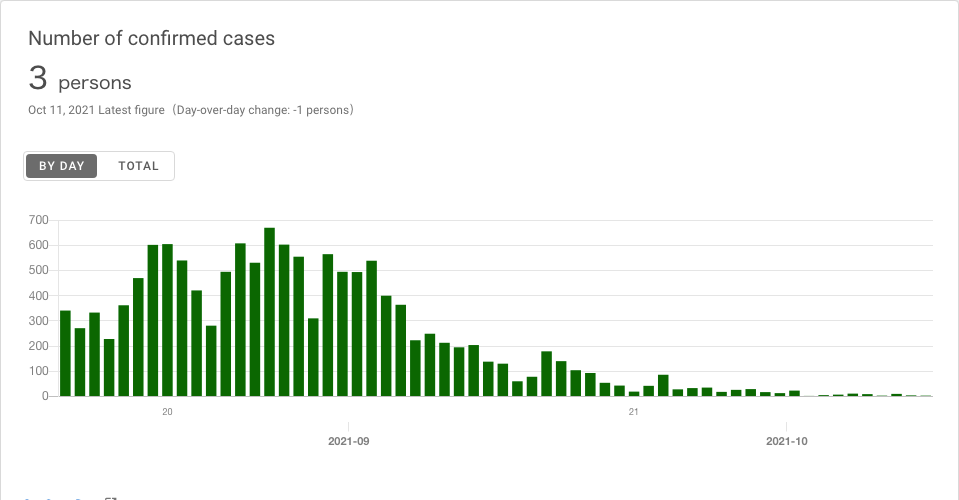 Number of confirmed cases
3 persons
Oct 11, 2021 Latest figure (Day-over-day change: -1 persons)
BY DAY TOTAL
700
600
500
400
300
200
100
0
20 21
2021-09 2021-10